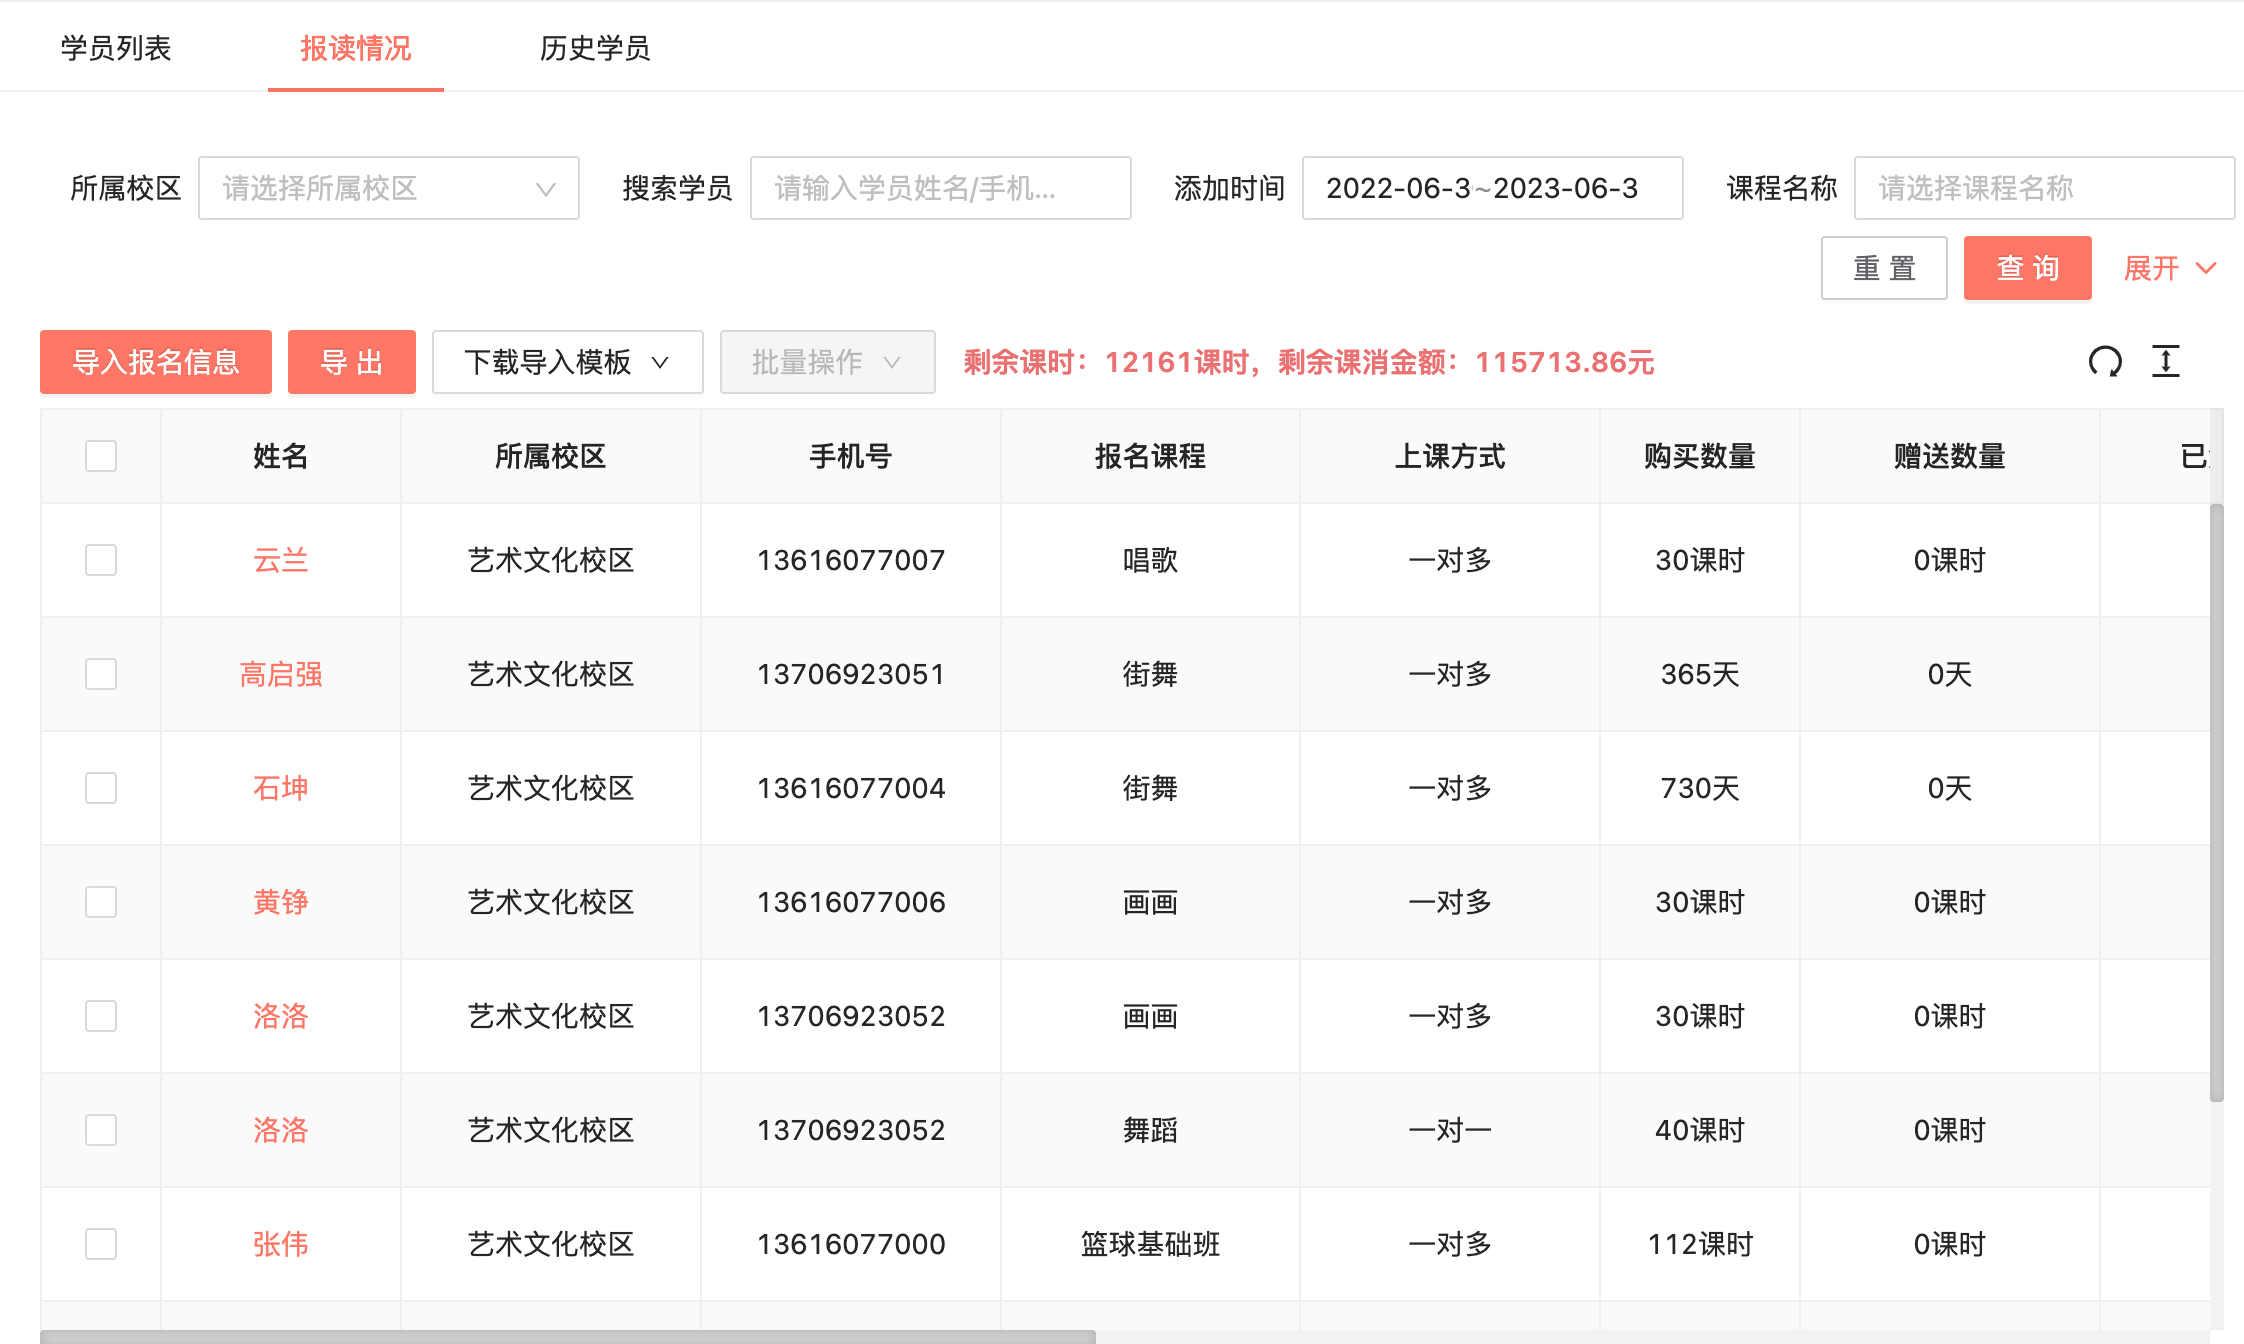 学员列表 报读情况 历史学员
所属校区 请选择所属校区 搜索学员 请输入学员姓名/手机... 添加时间 2022-06-3~2023-06-3 课程名称 请选择课程名称
重 置 查 询 展开
导入报名信息 导 出 下载导入模板 批量操作 剩余课时：12161课时，剩余课消金额：115713.86元
姓名 所属校区 手机号 报名课程 上课方式 购买数量 赠送数量 已
云兰 艺术文化校区 13616077007 唱歌 一对多 30课时 0课时
高启强 艺术文化校区 13706923051 街舞 一对多 365天 0天
石坤 艺术文化校区 13616077004 街舞 一对多 730天 0天
黄铮 艺术文化校区 13616077006 画画 一对多 30课时 0课时
洛洛 艺术文化校区 13706923052 画画 一对多 30课时 0课时
洛洛 艺术文化校区 13706923052 舞蹈 一对一 40课时 0课时
张伟 艺术文化校区 13616077000 篮球基础班 一对多 112课时 0课时